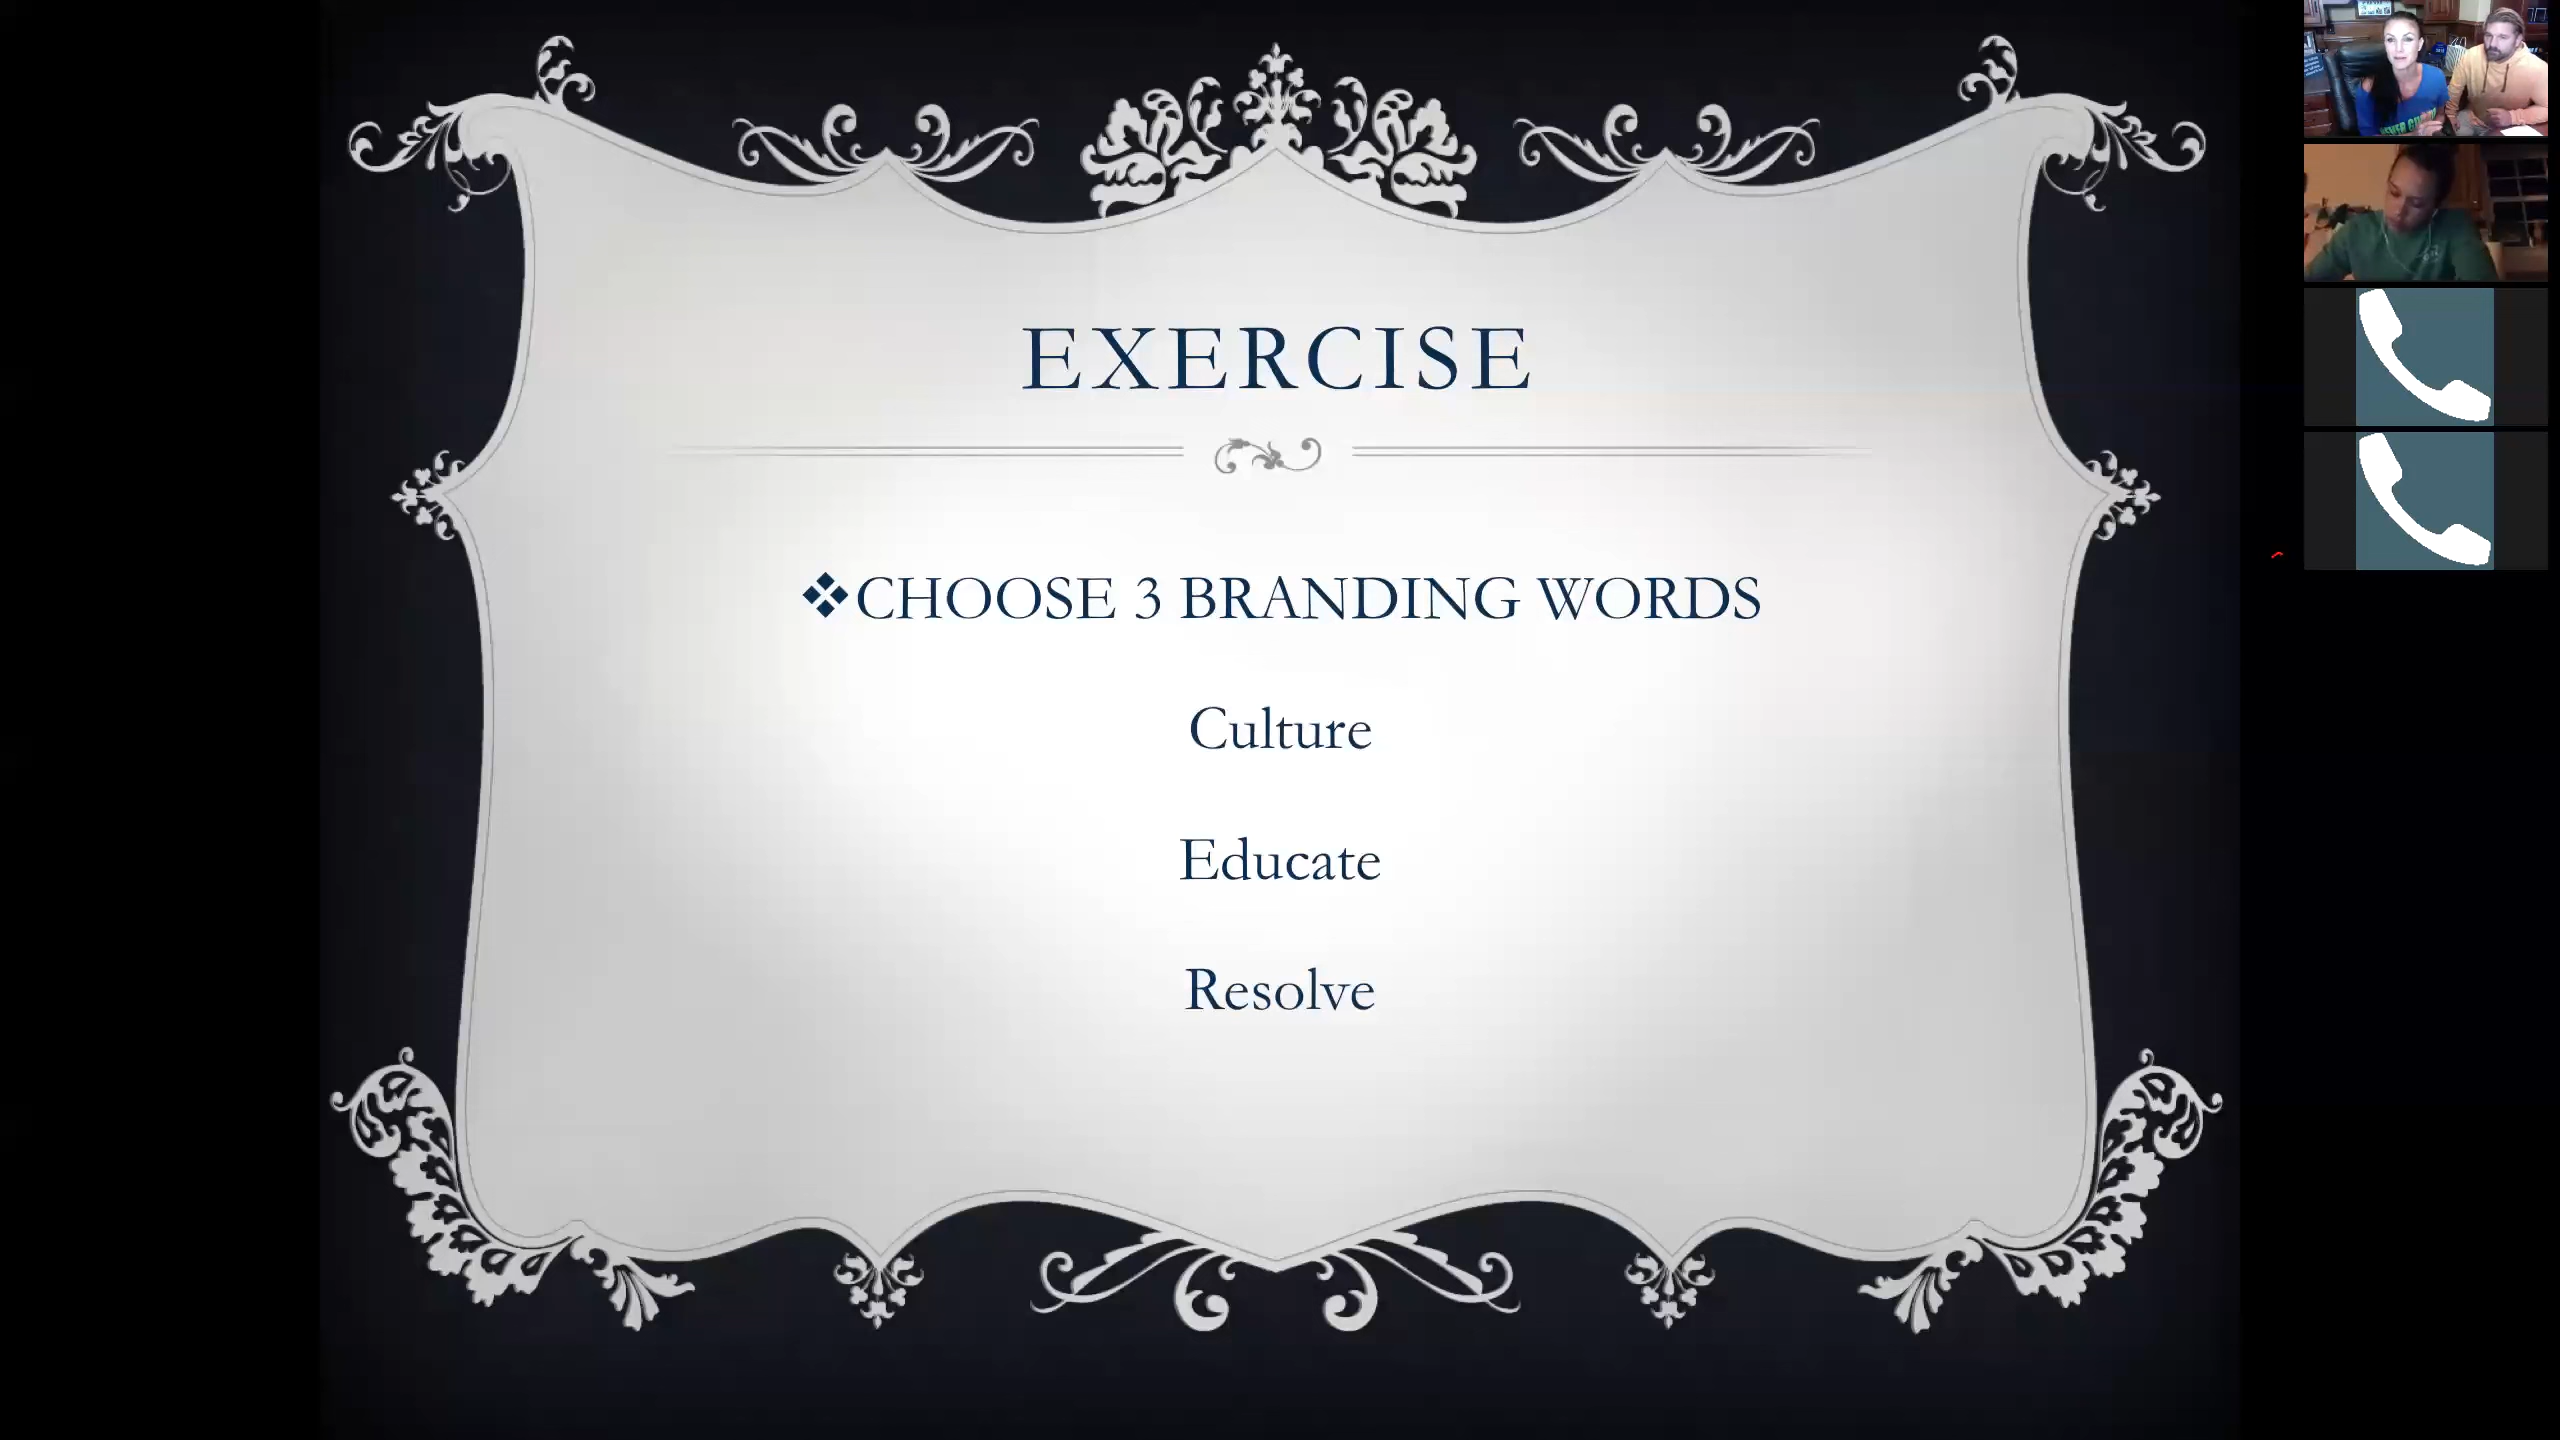 EXERCISE
❖CHOOSE 3 BRANDING WORDS
Culture
Educate
Resolve